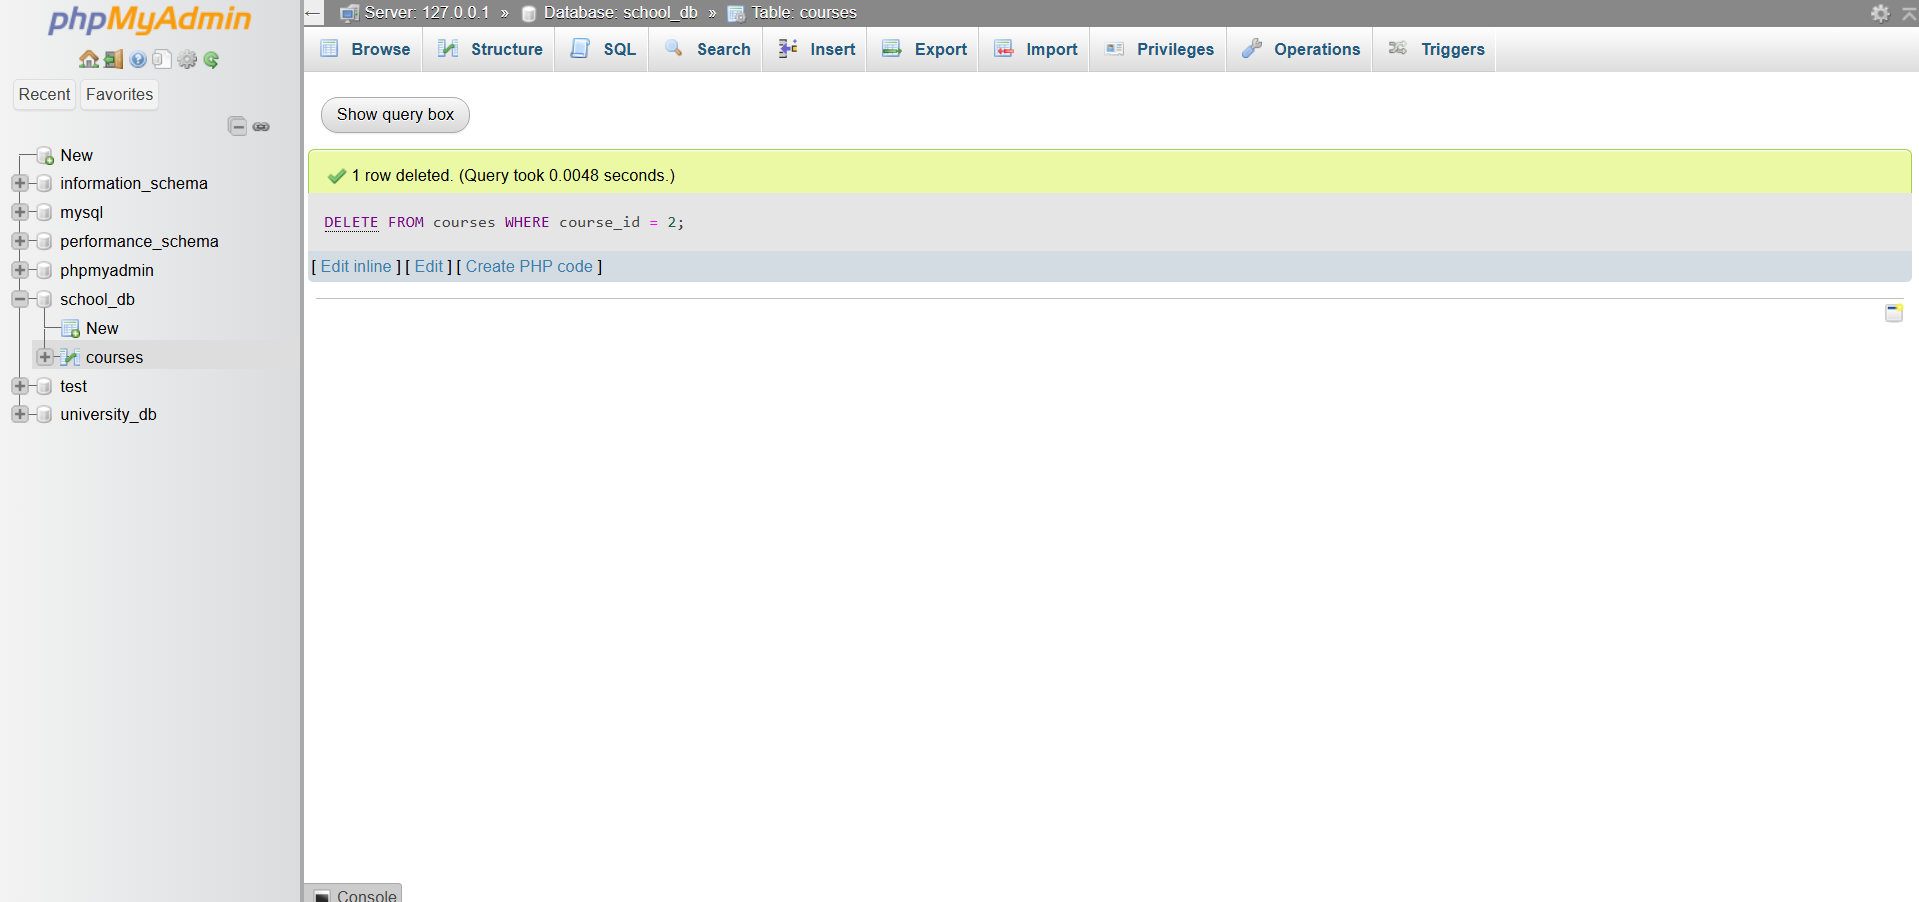 phpMyAdmin
Recent Favorites
New
information_schema
mysql
performance_schema
phpmyadmin
school_db
New
courses
test
university_db
Server: 127.0.0.1 » Database: school_db » Table: courses
Browse Structure SQL Search Insert Export Import Privileges Operations Triggers
Show query box
1 row deleted. (Query took 0.0048 seconds.)
DELETE FROM courses WHERE course_id = 2;
[ Edit inline ] [ Edit ] [ Create PHP code ]
Console